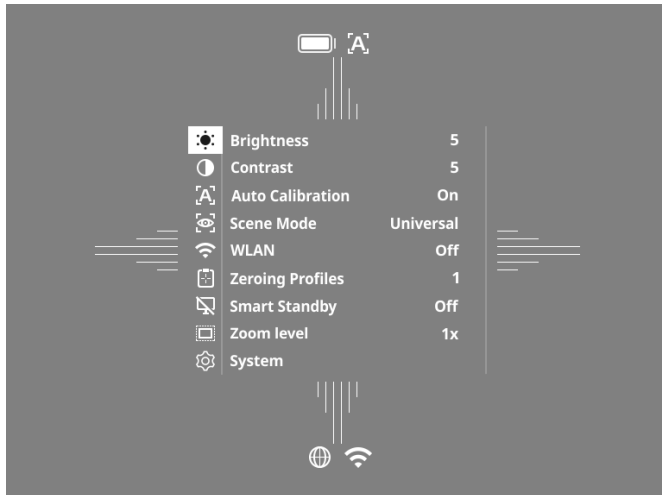 [A]
Brightness 5
Contrast 5
[A] Auto Calibration On
Scene Mode Universal
WLAN Off
Zeroing Profiles 1
Smart Standby Off
Zoom level 1x
System